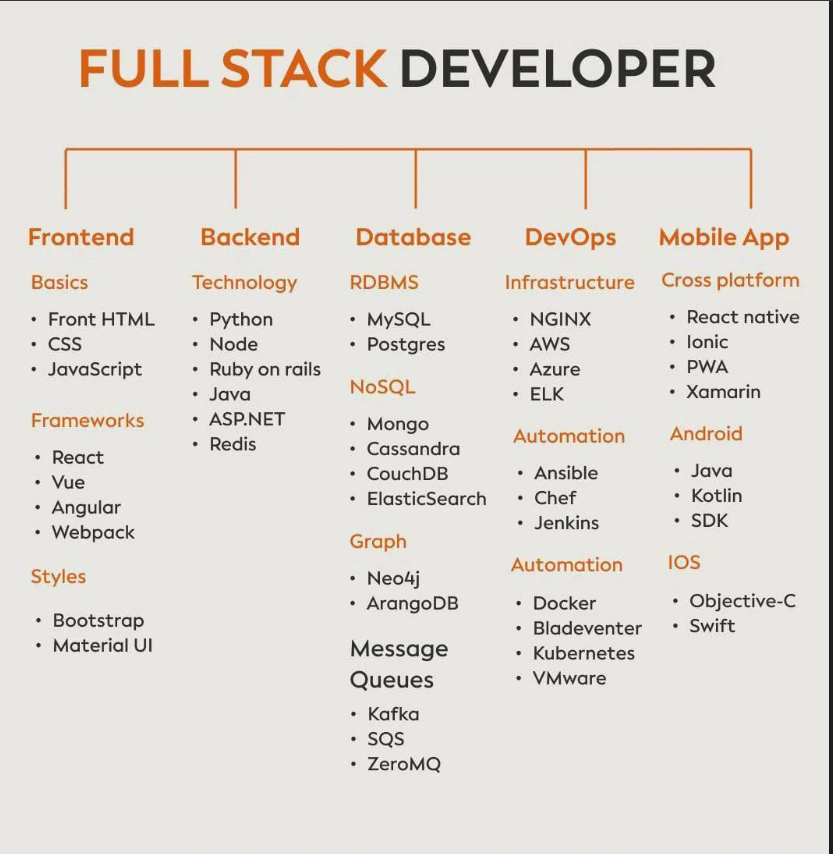 FULL STACK DEVELOPER
Frontend
Basics
• Front HTML
• CSS
• JavaScript
Frameworks
• React
• Vue
• Angular
• Webpack
Styles
• Bootstrap
• Material UI
Backend
Technology
• Python
• Node
• Ruby on rails
• Java
• ASP.NET
• Redis
Database
RDBMS
• MySQL
• Postgres
NoSQL
• Mongo
• Cassandra
• CouchDB
• ElasticSearch
Graph
• Neo4j
• ArangoDB
Message
Queues
• Kafka
• SQS
• ZeroMQ
DevOps
Infrastructure
• NGINX
• AWS
• Azure
• ELK
Automation
• Ansible
• Chef
• Jenkins
Automation
• Docker
• Bladeventer
• Kubernetes
• VMware
Mobile App
Cross platform
• React native
• Ionic
• PWA
• Xamarin
Android
• Java
• Kotlin
• SDK
IOS
• Objective-C
• Swift